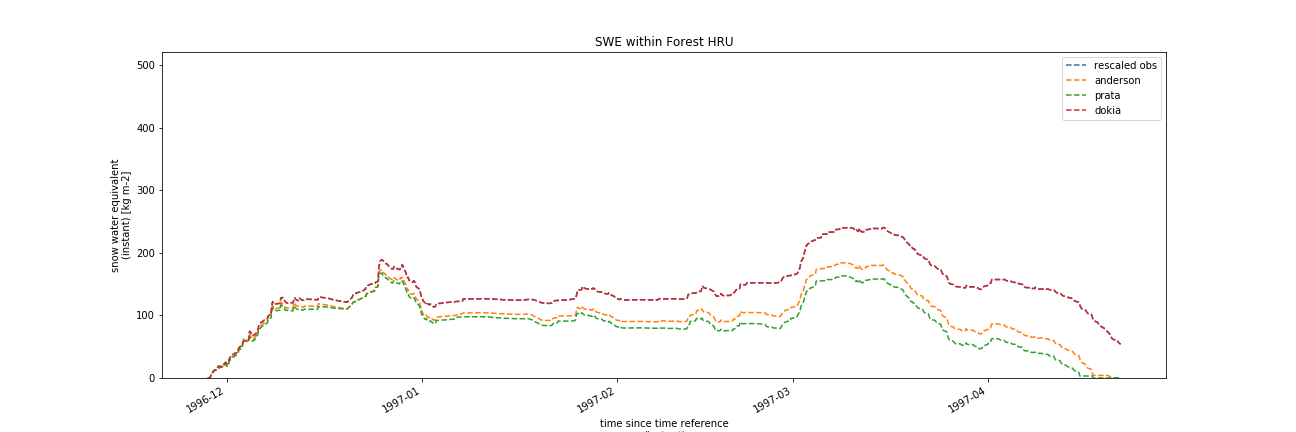 SWE within Forest HRU
500
400
300
200
100
0
snow water equivalent
(instant) [kg m-2]
rescaled obs
anderson
prata
dokia
1996-12
1997-01
1997-02
1997-03
1997-04
time since time reference